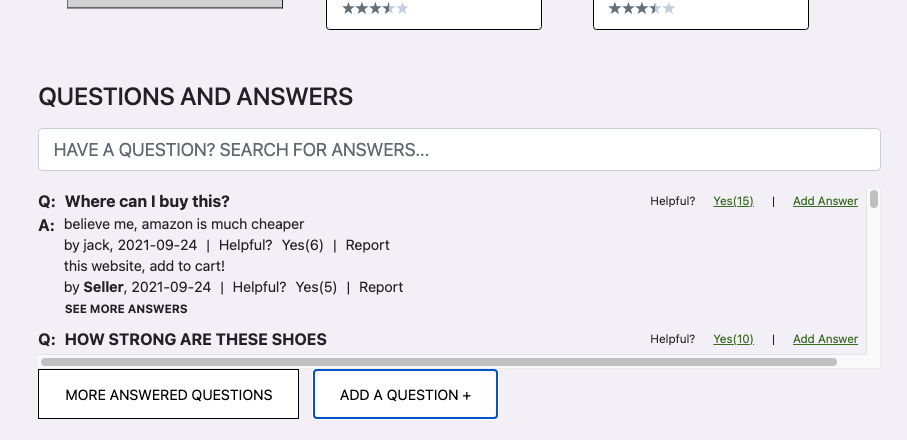 QUESTIONS AND ANSWERS
HAVE A QUESTION? SEARCH FOR ANSWERS...
Q: Where can I buy this? Helpful? Yes(15) | Add Answer
A: believe me, amazon is much cheaper
by jack, 2021-09-24 | Helpful? Yes(6) | Report
this website, add to cart!
by Seller, 2021-09-24 | Helpful? Yes(5) | Report
SEE MORE ANSWERS
Q: HOW STRONG ARE THESE SHOES Helpful? Yes(10) | Add Answer
MORE ANSWERED QUESTIONS ADD A QUESTION +